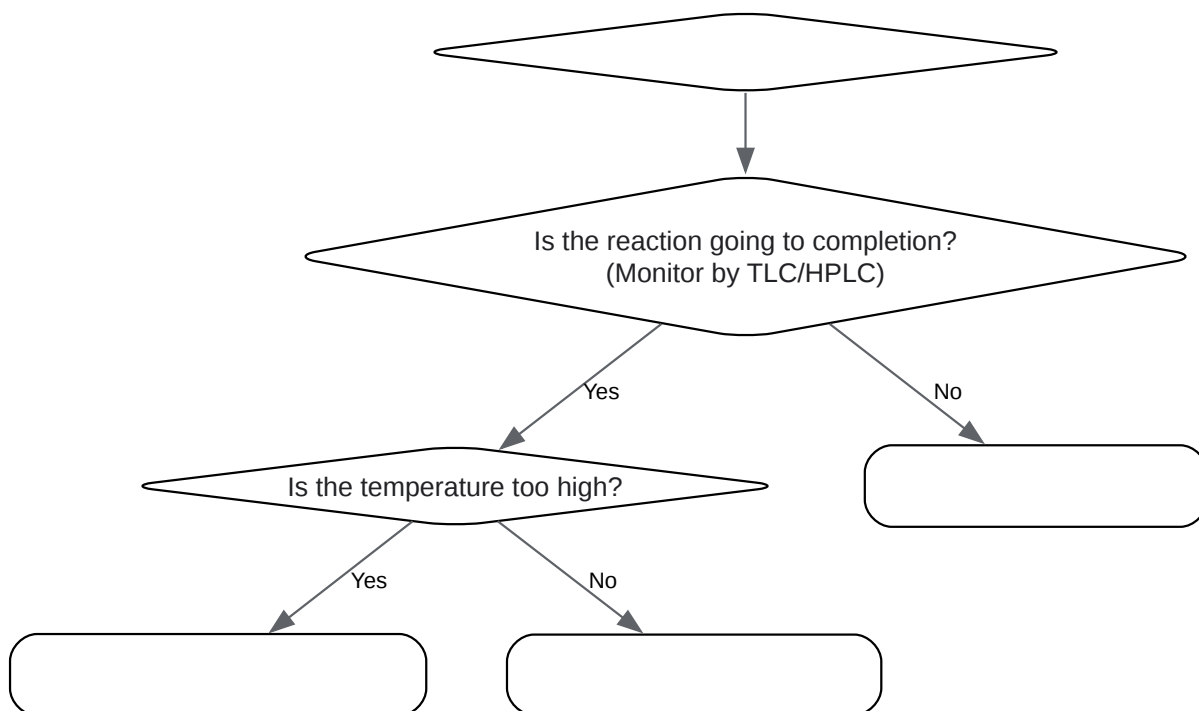 Is the reaction going to completion?
(Monitor by TLC/HPLC)
Yes
No
Is the temperature too high?
Yes
No